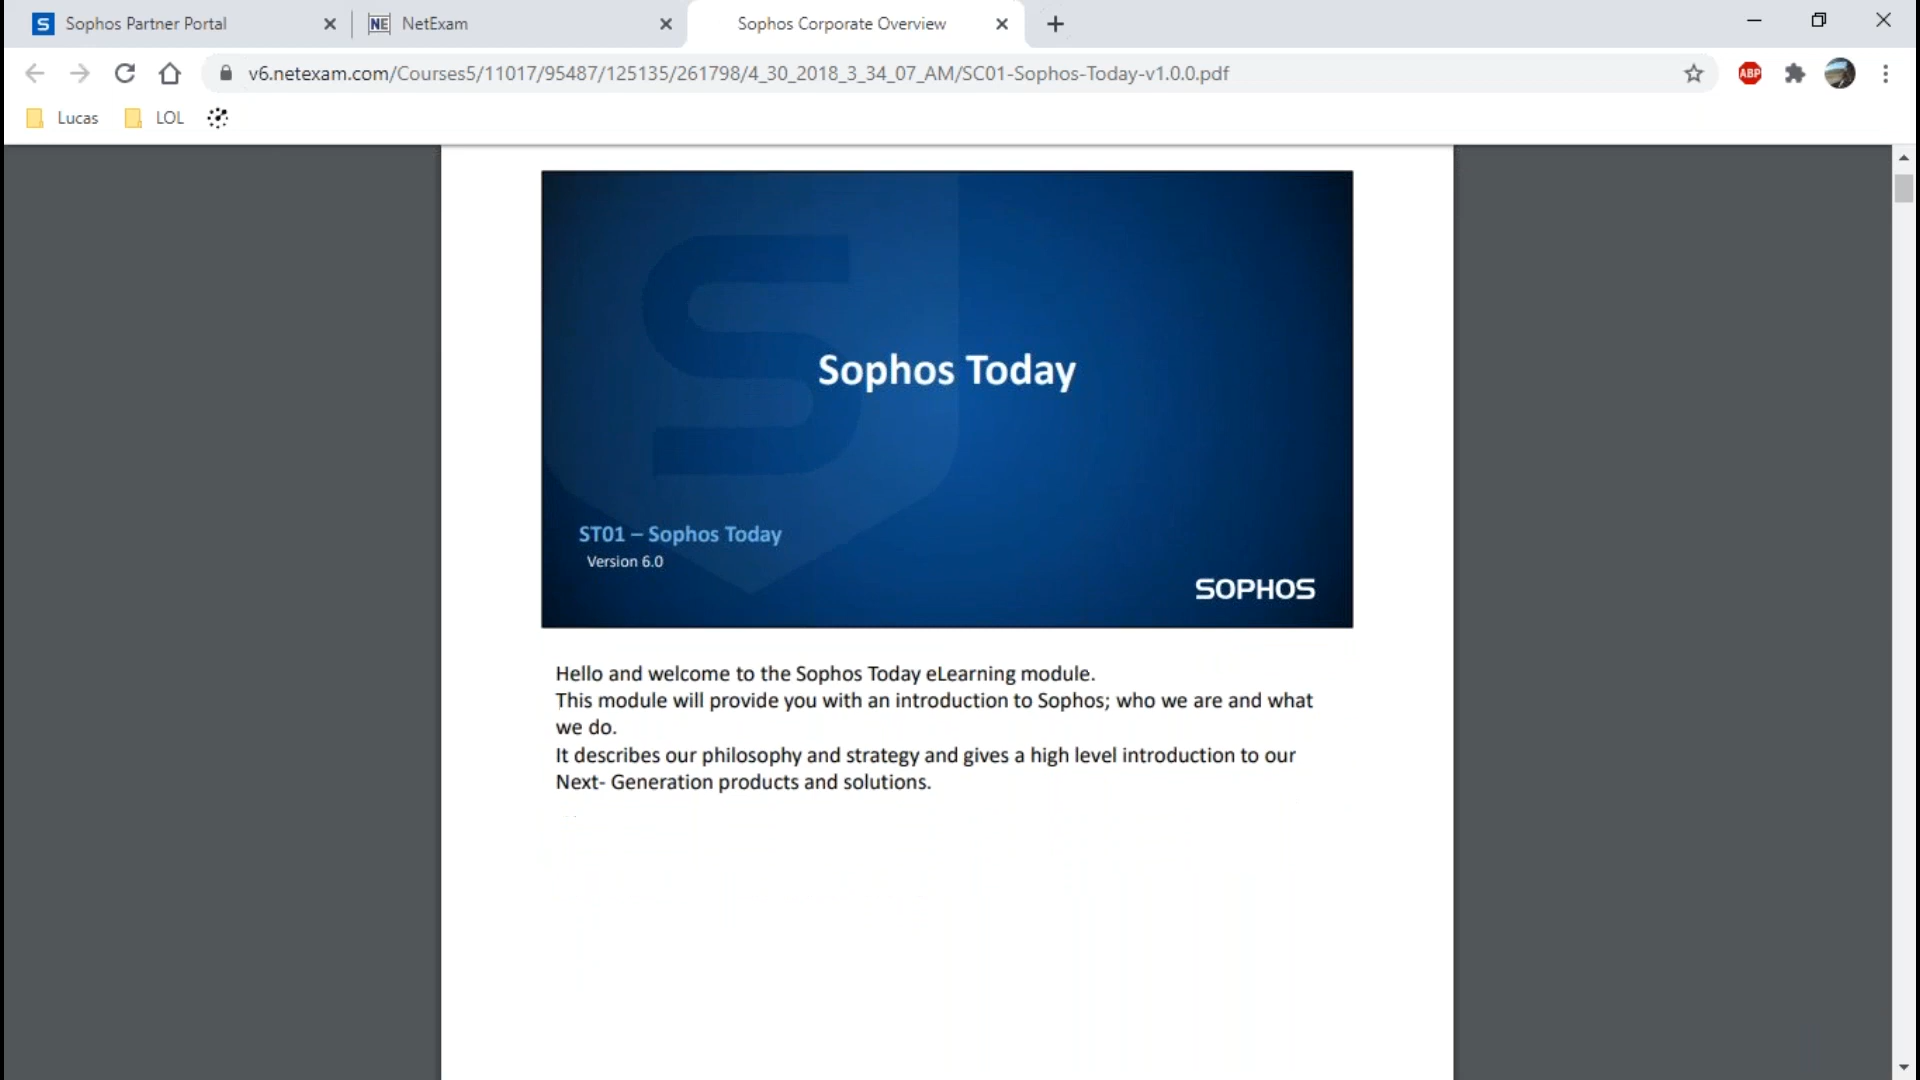 Sophos Partner Portal
NE NetExam
Sophos Corporate Overview
v6.netexam.com/Courses5/11017/95487/125135/261798/4_30_2018_3_34_07_AM/SC01-Sophos-Today-v1.0.0.pdf
ABP
Lucas
LOL
Sophos Today
ST01 – Sophos Today
Version 6.0
SOPHOS
Hello and welcome to the Sophos Today eLearning module.
This module will provide you with an introduction to Sophos; who we are and what
we do.
It describes our philosophy and strategy and gives a high level introduction to our
Next- Generation products and solutions.